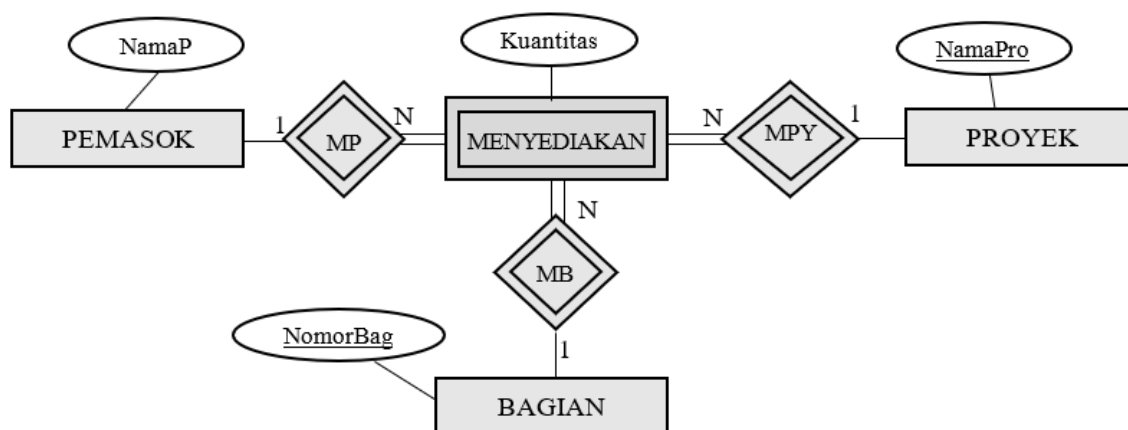 NamaP
Kuantitas
NamaPro
PEMASOK
1
MP
N
MENYEDIAKAN
N
MPY
1
PROYEK
N
MB
NomorBag
1
BAGIAN